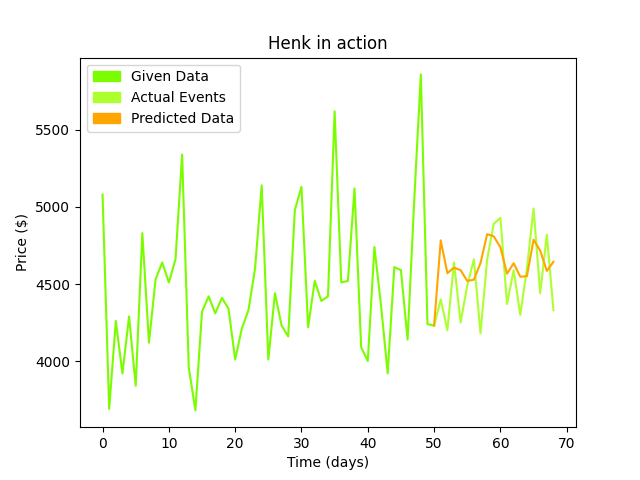 Henk in action
Given Data
Actual Events
Predicted Data
Price ($)
5500
5000
4500
4000
0 10 20 30 40 50 60 70
Time (days)